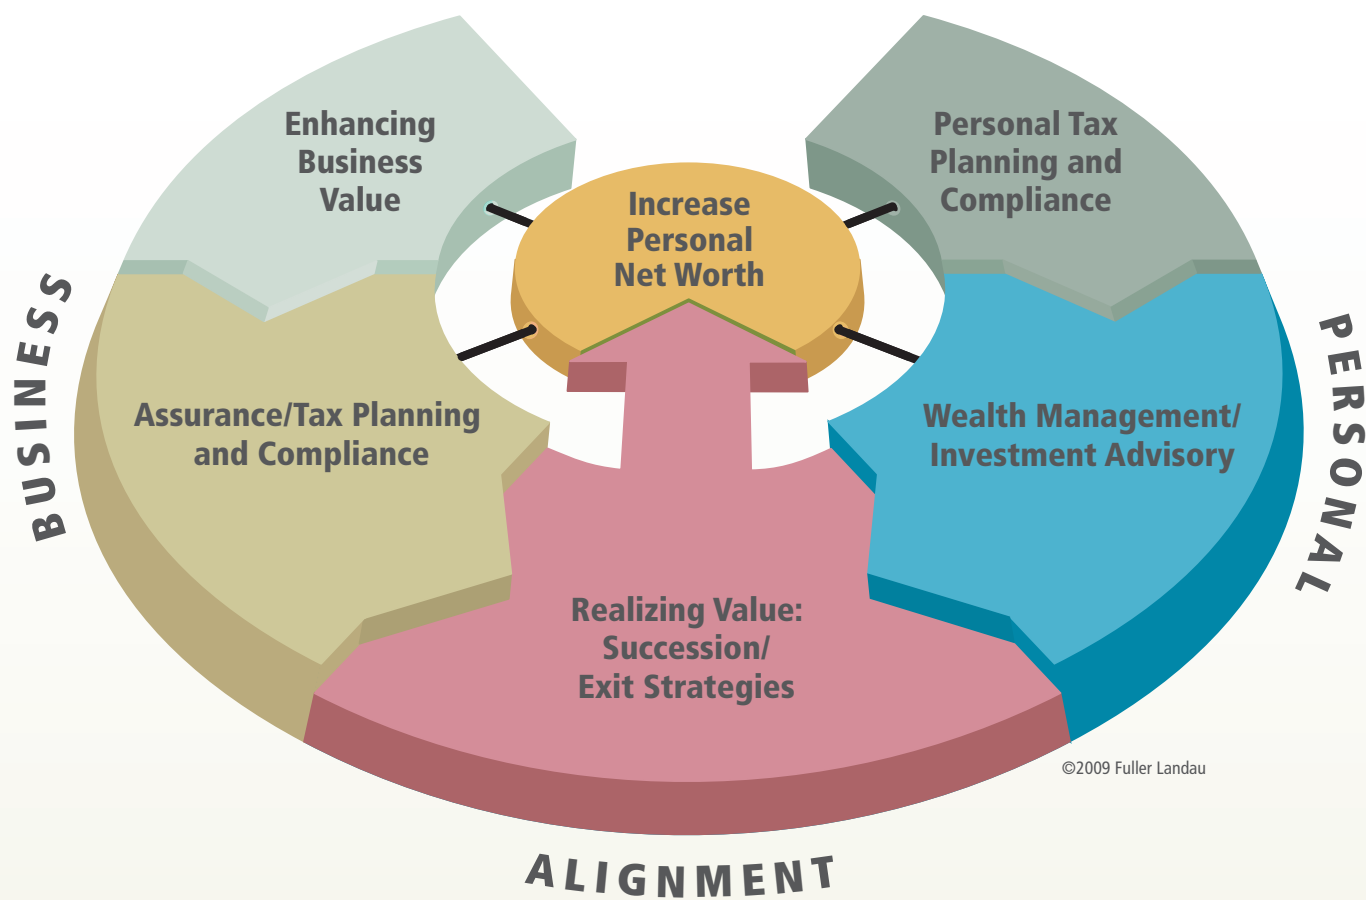 Enhancing
Business
Value
Personal Tax
Planning and
Compliance
Increase
Personal
Net Worth
BUSINESS
PERSONAL
Assurance/Tax Planning
and Compliance
Wealth Management/
Investment Advisory
Realizing Value:
Succession/
Exit Strategies
©2009 Fuller Landau
ALIGNMENT